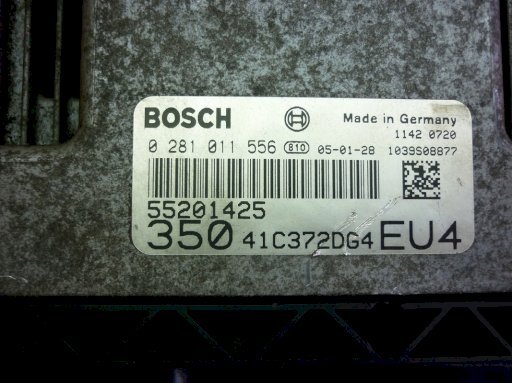 BOSCH Made in Germany
1142 0720
0 281 011 556 810 05-01-28 1039S08877
55201425
350 41C372DG4 EU4